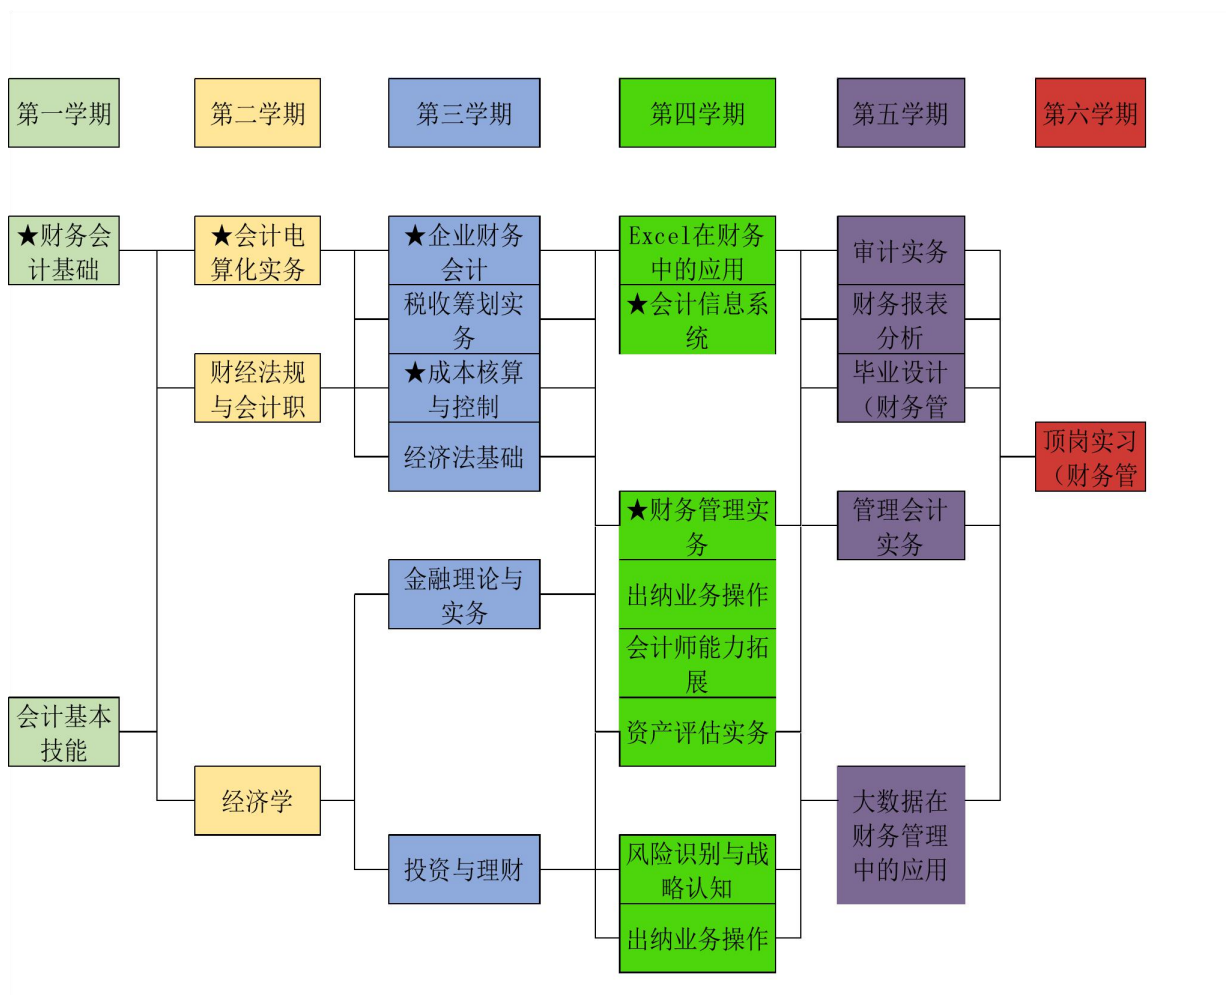 第一学期
第二学期
第三学期
第四学期
第五学期
第六学期
★财务会
计基础
会计基本
技能
★会计电
算化实务
财经法规
与会计职
经济学
★企业财务
会计
税收筹划实
务
★成本核算
与控制
经济法基础
金融理论与
实务
投资与理财
Excel在财务
中的应用
★会计信息系
统
★财务管理实
务
出纳业务操作
会计师能力拓
展
资产评估实务
风险识别与战
略认知
出纳业务操作
审计实务
财务报表
分析
毕业设计
（财务管
管理会计
实务
大数据在
财务管理
中的应用
顶岗实习
（财务管